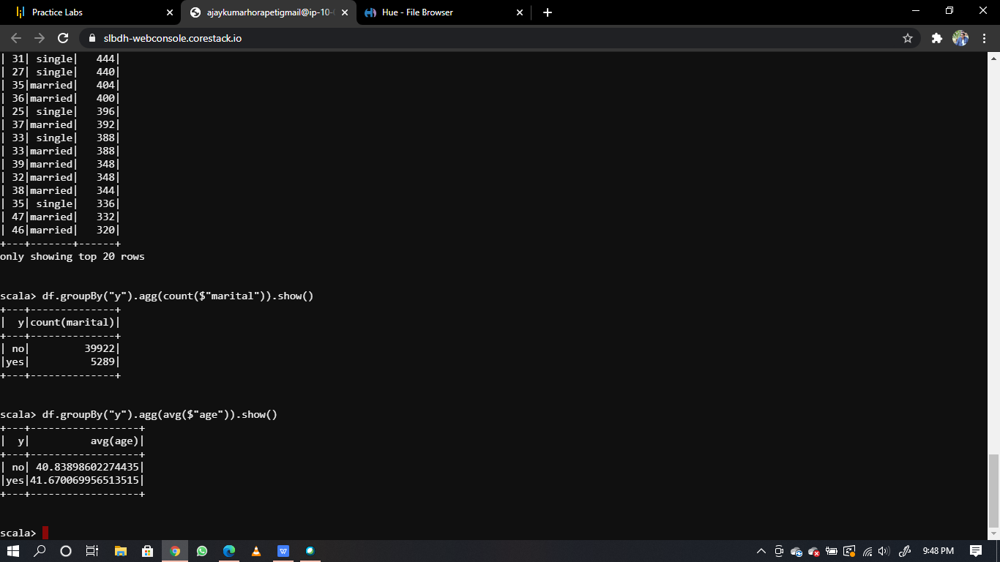 Practice Labs
ajaykumarhorapetigmail@ip-10-
Hue - File Browser
slbdh-webconsole.corestack.io
| 31| single|   444|
| 27| single|   440|
| 35|married|   404|
| 36|married|   400|
| 25| single|   396|
| 37|married|   392|
| 33| single|   388|
| 33|married|   388|
| 39|married|   348|
| 32|married|   348|
| 38|married|   344|
| 35| single|   336|
| 47|married|   332|
| 46|married|   320|
+---+-------+------+
only showing top 20 rows
scala> df.groupBy("y").agg(count($"marital")).show()
+---+--------------+
|  y|count(marital)|
+---+--------------+
| no|         39922|
|yes|          5289|
+---+--------------+
scala> df.groupBy("y").agg(avg($"age")).show()
+---+------------------+
|  y|          avg(age)|
+---+------------------+
| no| 40.83898602274435|
|yes|41.670069956513515|
+---+------------------+
scala>
9:48 PM